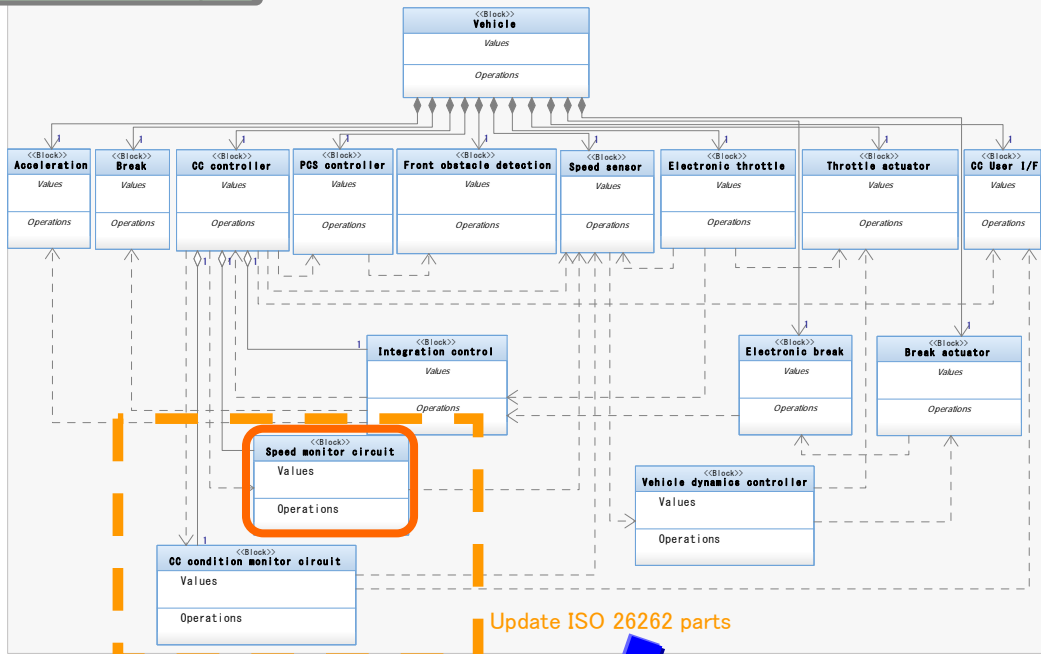 <<Block>>
Vehicle
Values
Operations
1 1 1 1 1 1 1 1 1
<<Block>> <<Block>> <<Block>> <<Block>> <<Block>> <<Block>> <<Block>> <<Block>> <<Block>>
Acceleration Break CC controller PCS controller Front obstacle detection Speed sensor Electronic throttle Throttle actuator CC User I/F
Values Values Values Values Values Values Values Values Values
Operations Operations Operations Operations Operations Operations Operations Operations Operations
1 1 1
1 1 1
<<Block>> <<Block>> <<Block>>
Integration control Electronic break Break actuator
Values Values Values
Operations Operations Operations
<<Block>>
Speed monitor circuit
Values
Operations
<<Block>>
Vehicle dynamics controller
Values
Operations
1
<<Block>>
CC condition monitor circuit
Values
Operations
Update ISO 26262 parts